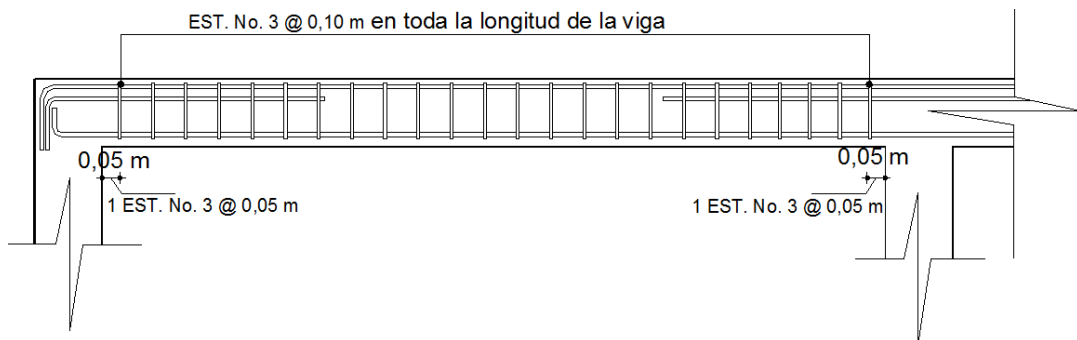 EST. No. 3 @ 0,10 m en toda la longitud de la viga
0,05 m
0,05 m
1 EST. No. 3 @ 0,05 m
1 EST. No. 3 @ 0,05 m